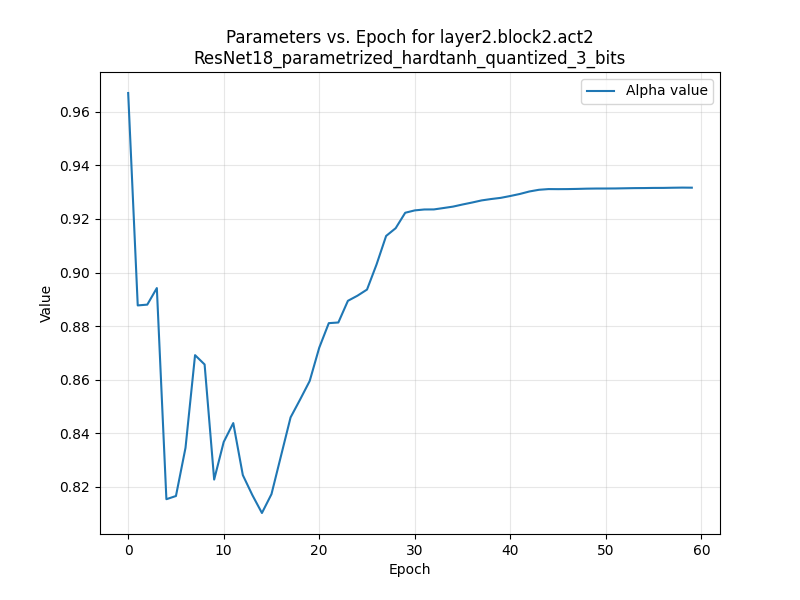 Parameters vs. Epoch for layer2.block2.act2
ResNet18_parametrized_hardtanh_quantized_3_bits
Alpha value
0.96
0.94
0.92
0.90
0.88
0.86
0.84
0.82
Value
0 10 20 30 40 50 60
Epoch